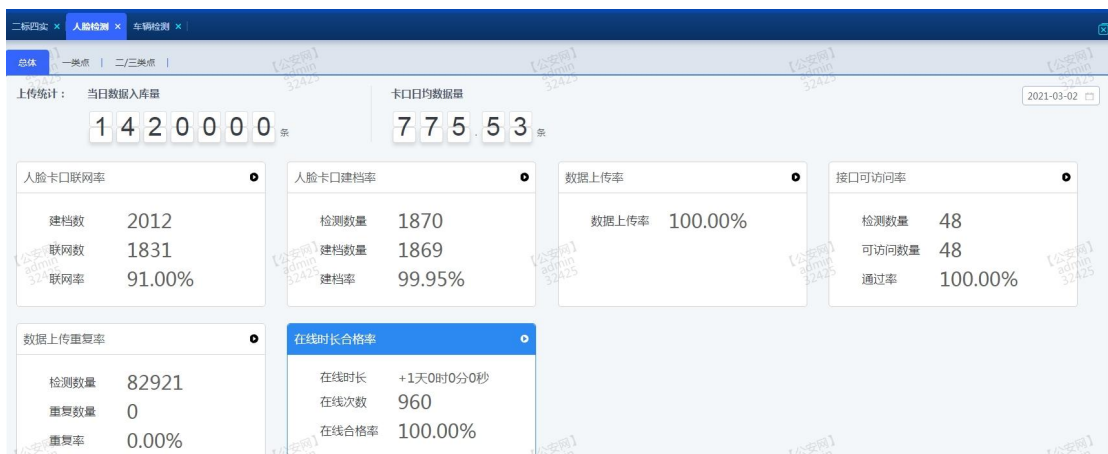 二标四实 × 人脸检测 × 车辆检测 ×
总体 一类点 | 二/三类点 |
上传统计： 当日数据入库量 卡口日均数据量 2021-03-02
1420000 条 775.53 条
人脸卡口联网率 人脸卡口建档率 数据上传率 接口可访问率
建档数 2012 检测数量 1870 数据上传率 100.00% 检测数量 48
联网数 1831 建档数量 1869 可访问数量 48
联网率 91.00% 建档率 99.95% 通过率 100.00%
数据上传重复率 在线时长合格率
检测数量 82921 在线时长 +1天0时0分0秒
重复数量 0 在线次数 960
重复率 0.00% 在线合格率 100.00%
【公安网】
admin
32425